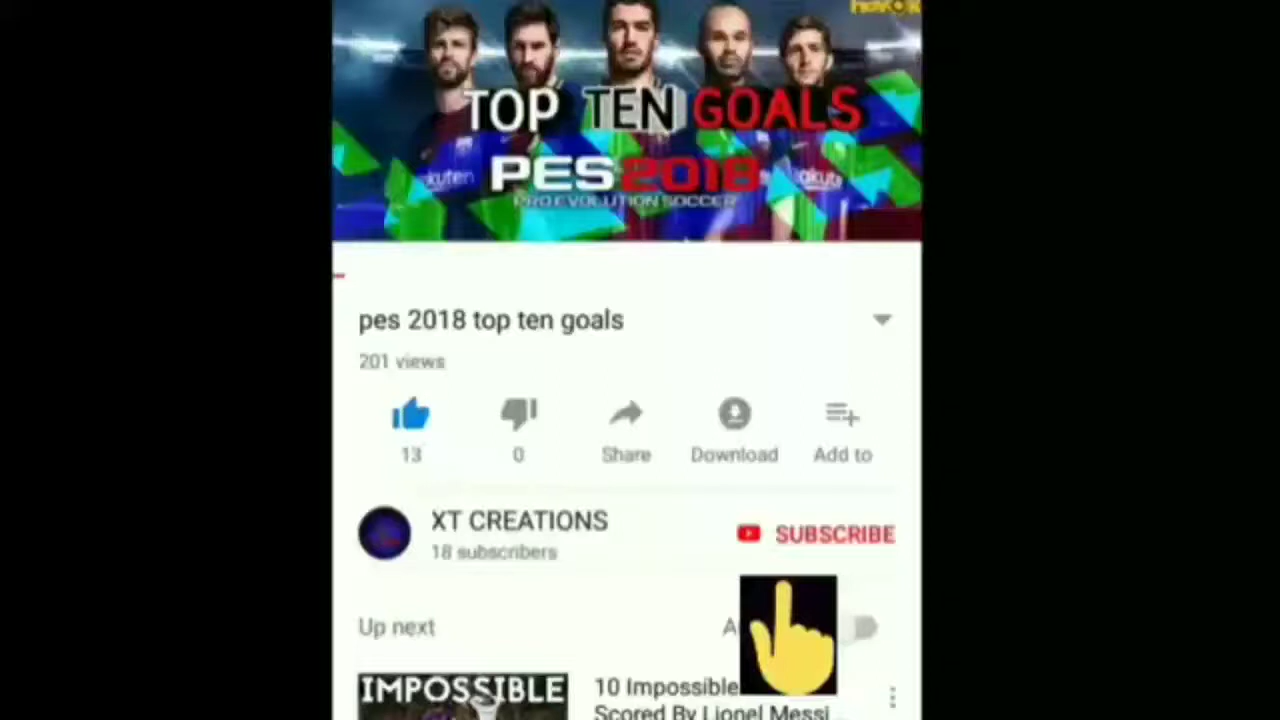 TOP TEN GOALS
PES 2018
PRO EVOLUTION SOCCER
pes 2018 top ten goals
201 views
13
0
Share
Download
Add to
XT CREATIONS
18 subscribers
SUBSCRIBE
Up next
IMPOSSIBLE
10 Impossible
Scored By Lionel Messi